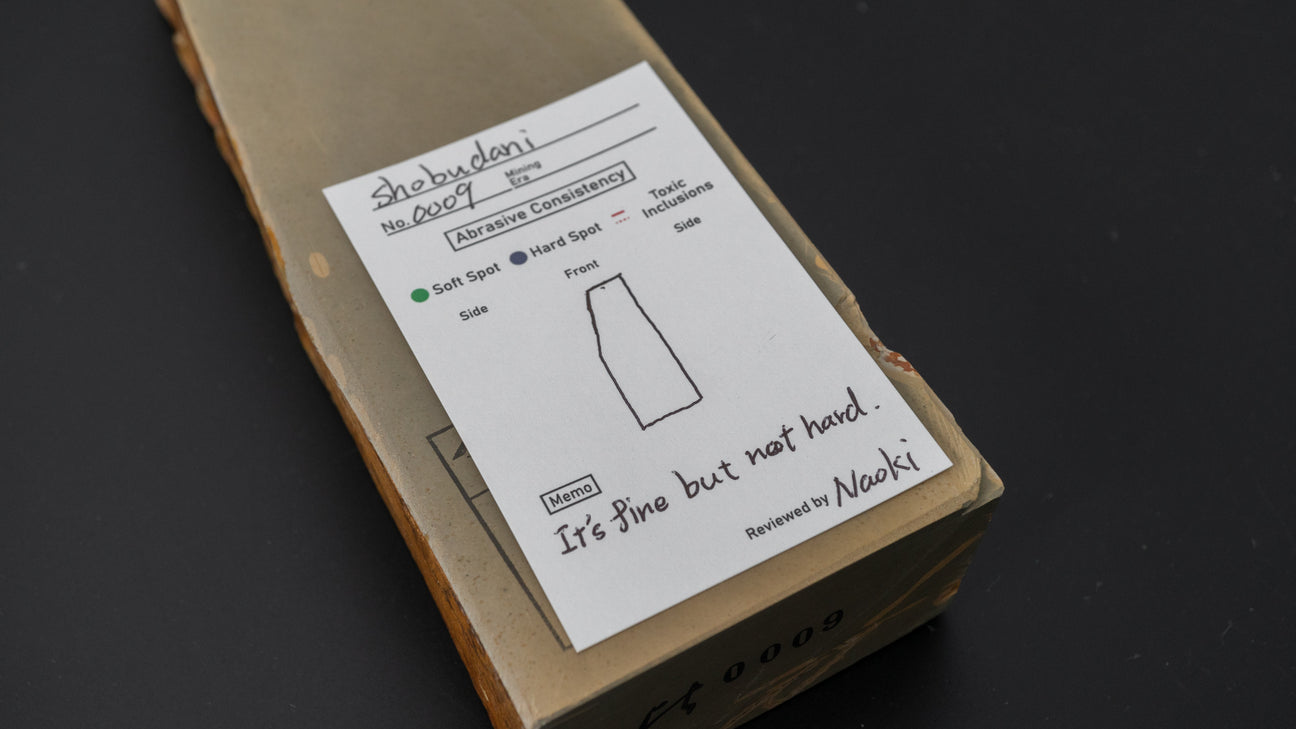 Shobudani
No. 0009 Mining Era
Abrasive Consistency
Soft Spot Hard Spot Toxic Inclusions
Side Front Side
Memo
It's fine but not hard.
Reviewed by Naoki
0009